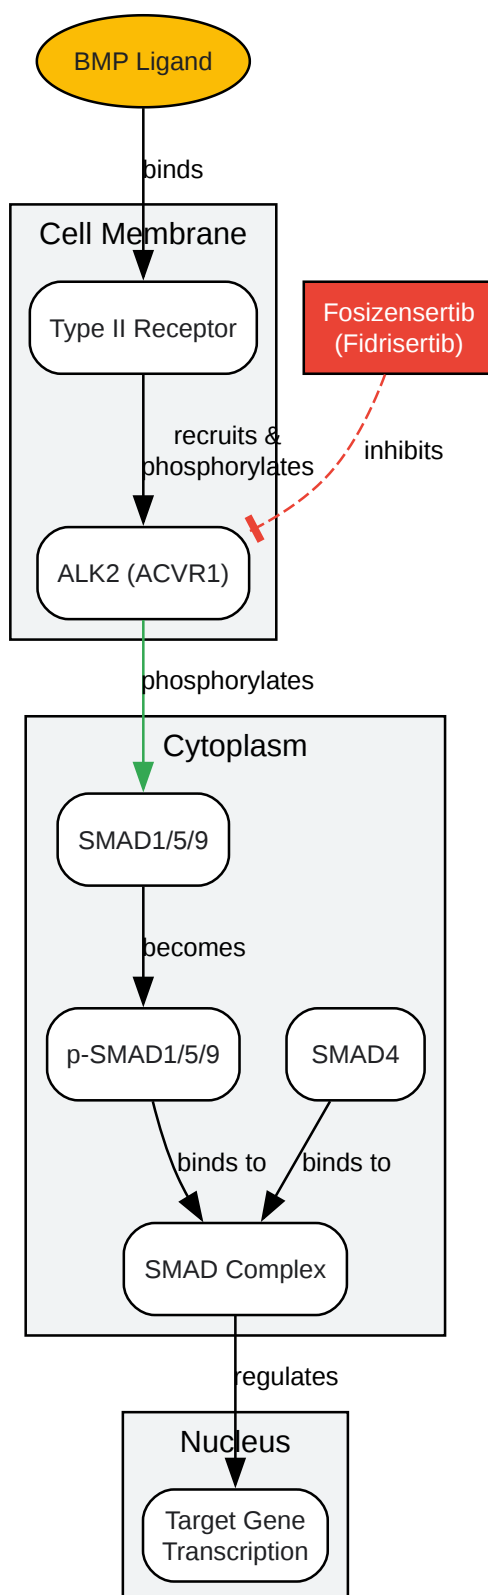 BMP Ligand
binds
Cell Membrane
Type II Receptor
Fosizensertib
(Fidrisertib)
recruits &
phosphorylates
inhibits
ALK2 (ACVR1)
phosphorylates
Cytoplasm
SMAD1/5/9
becomes
p-SMAD1/5/9
SMAD4
binds to
binds to
SMAD Complex
regulates
Nucleus
Target Gene
Transcription